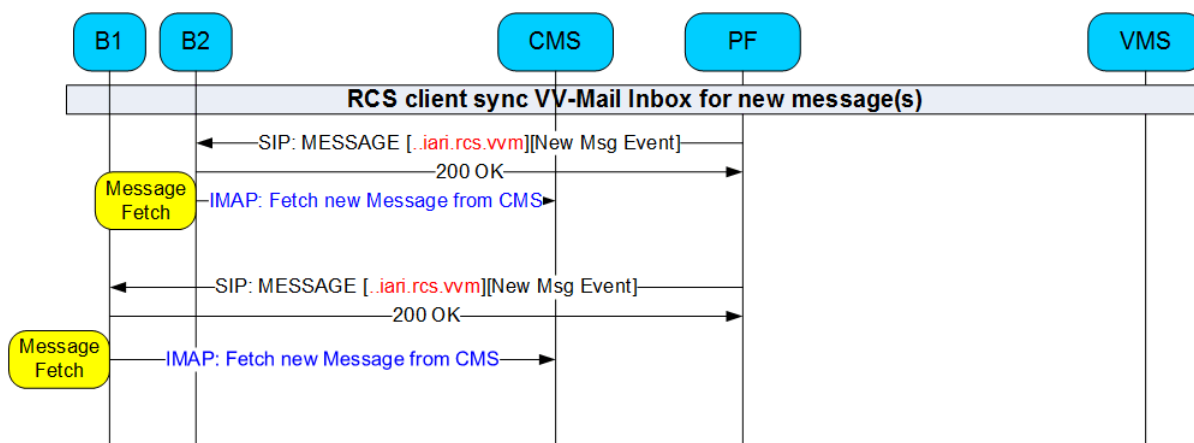 B1 B2 CMS PF VMS
RCS client sync VV-Mail Inbox for new message(s)
SIP: MESSAGE [..iari.rcs.vvm][New Msg Event]
200 OK
Message
Fetch
IMAP: Fetch new Message from CMS
SIP: MESSAGE [..iari.rcs.vvm][New Msg Event]
200 OK
Message
Fetch
IMAP: Fetch new Message from CMS